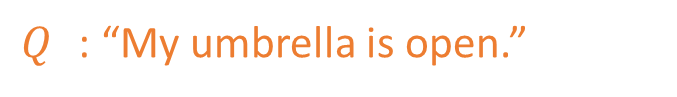 Q : “My umbrella is open.”